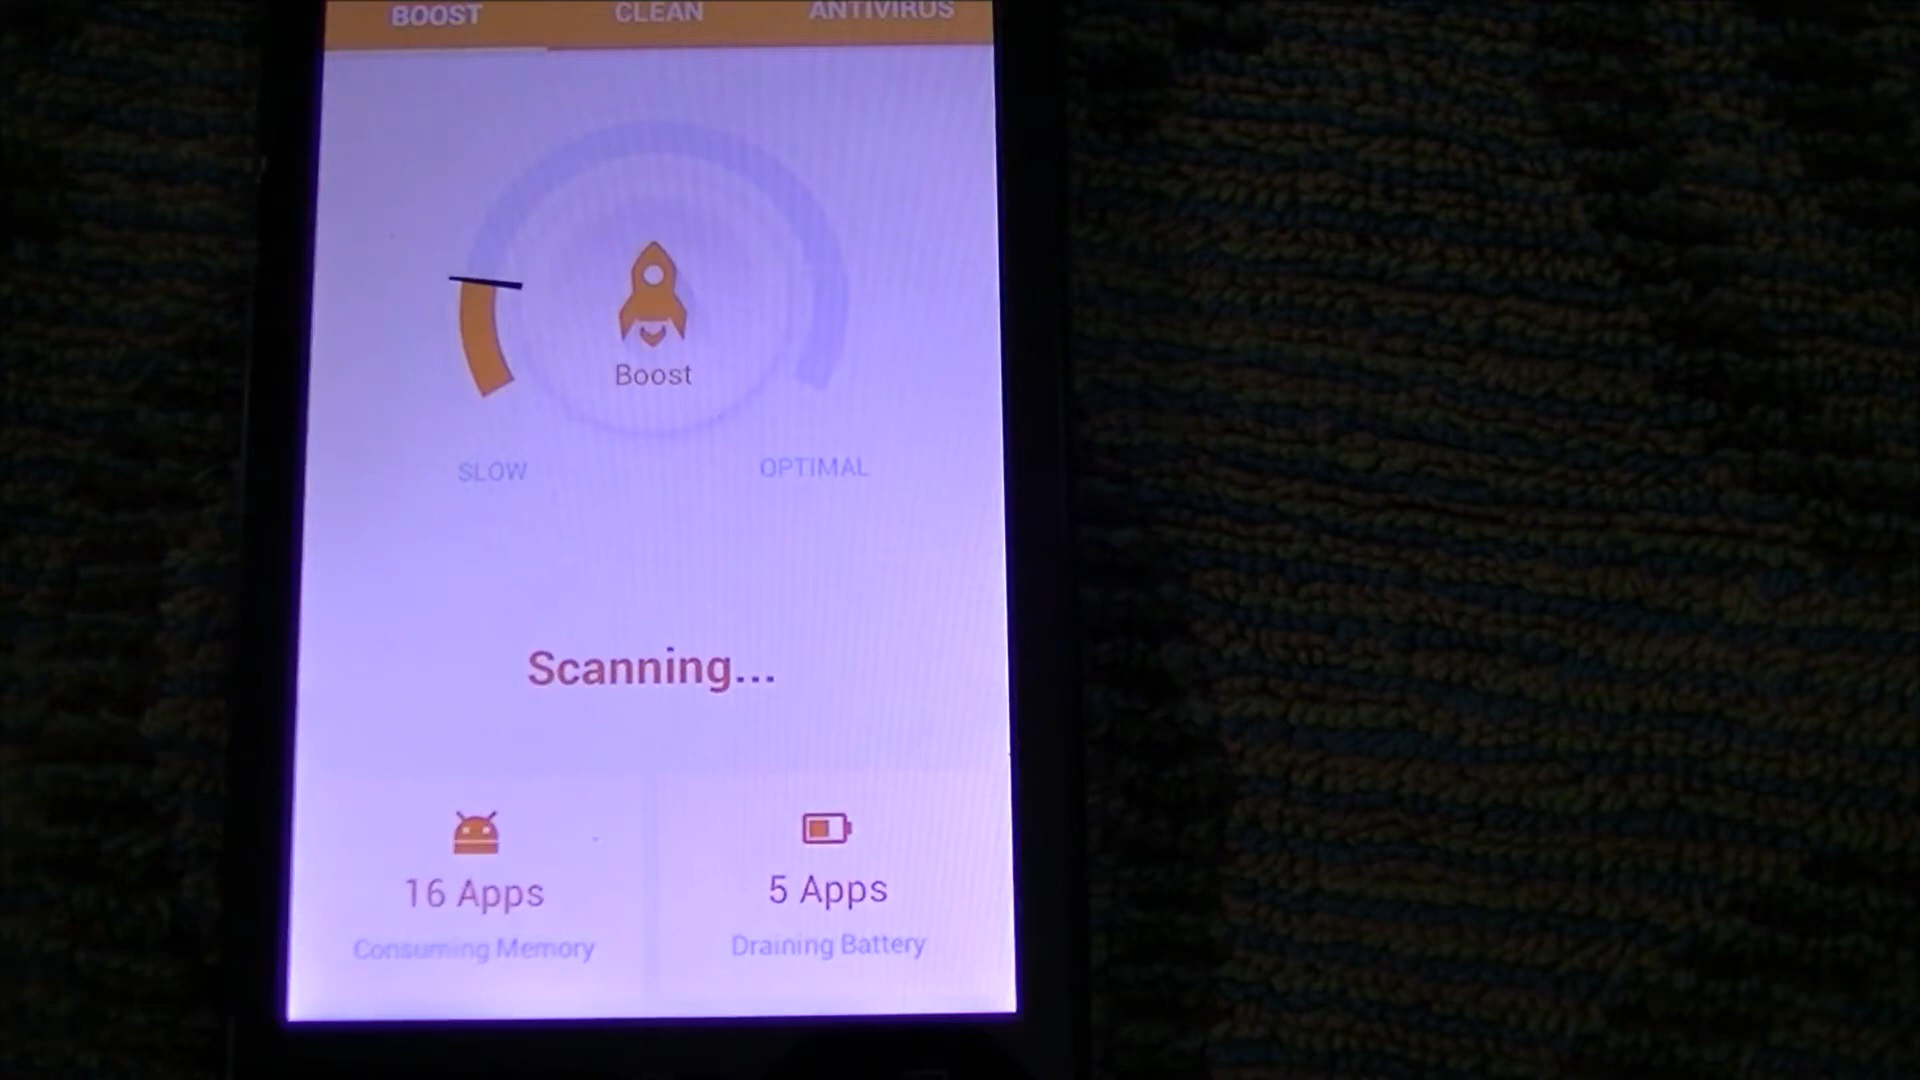 BOOST CLEAN ANTIVIRUS
Boost
SLOW OPTIMAL
Scanning...
16 Apps 5 Apps
Consuming Memory Draining Battery